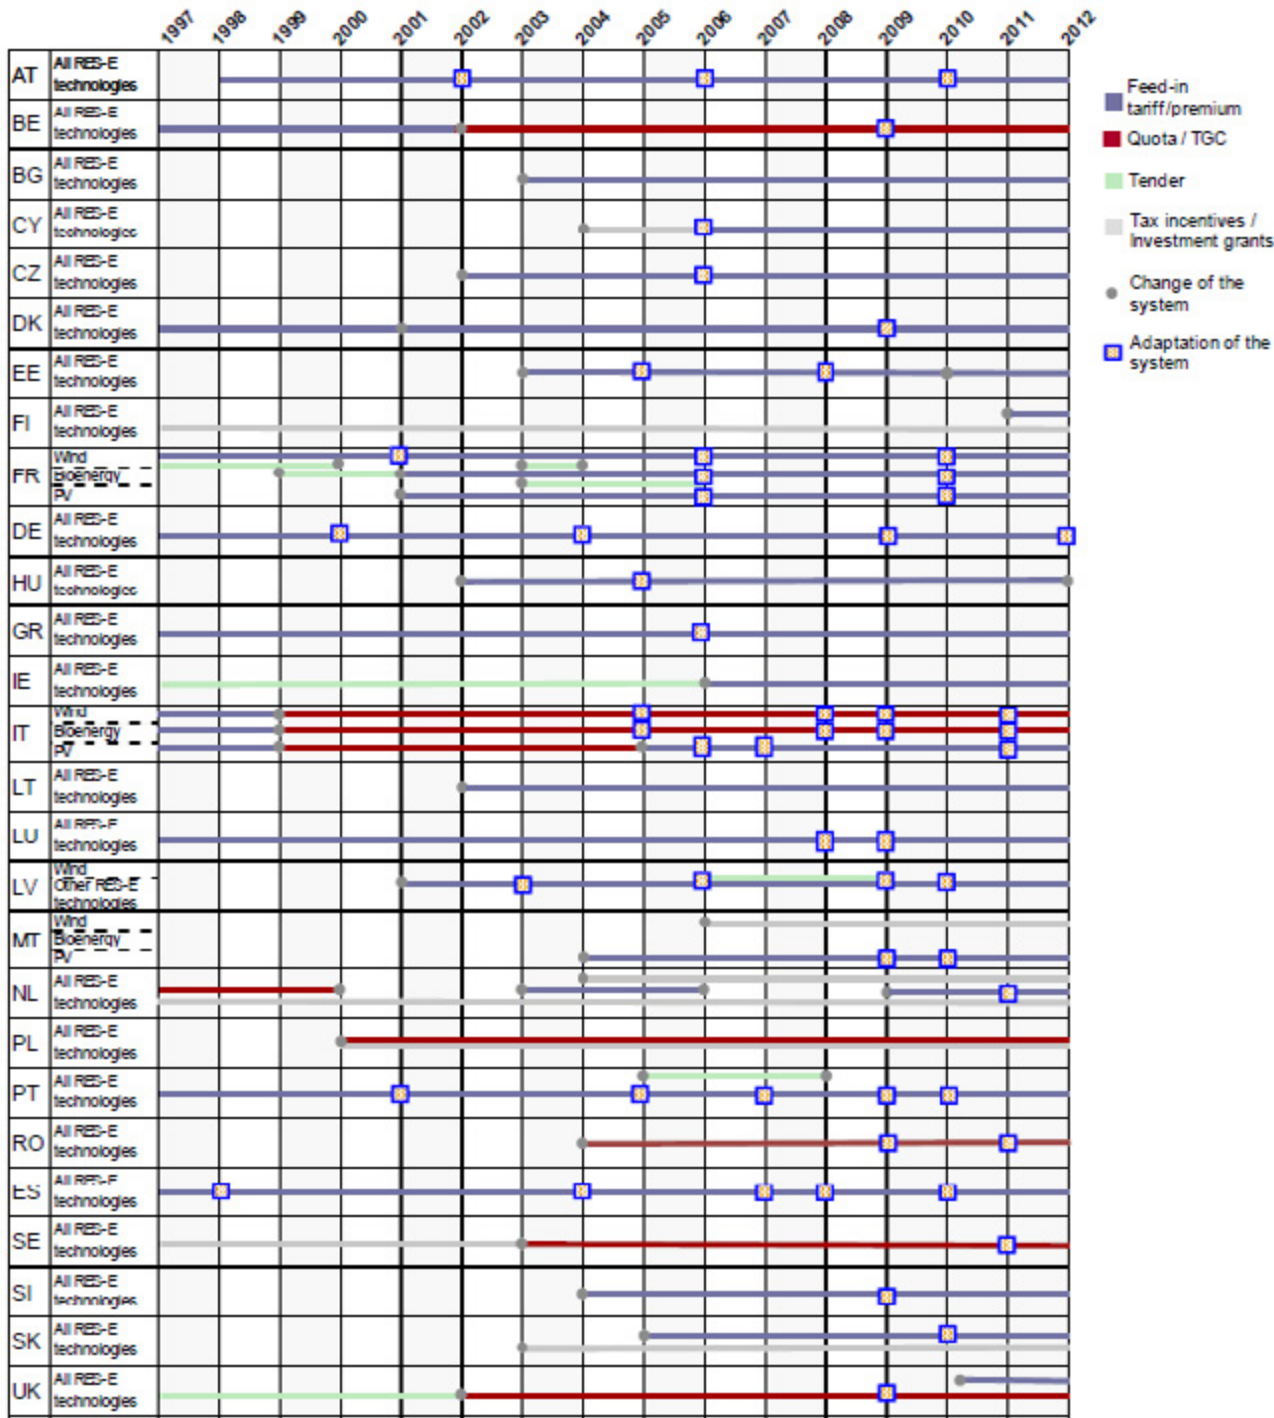 1997 1998 1999 2000 2001 2002 2003 2004 2005 2006 2007 2008 2009 2010 2011 2012
AT All RES-E
technologies
BE All RES-E
technologies
BG All RES-E
technologies
CY All RES-E
technologies
CZ All RES-E
technologies
DK All RES-E
technologies
EE All RES-E
technologies
FI All RES-E
technologies
FR Wind
Bioenergy
PV
DE All RES-E
technologies
HU All RES-E
technologies
GR All RES-E
technologies
IE All RES-E
technologies
IT Wind
Bioenergy
PV
LT All RES-E
technologies
LU All RES-E
technologies
LV Wind
Other RES-E
technologies
MT Wind
Bioenergy
PV
NL All RES-E
technologies
PL All RES-E
technologies
PT All RES-E
technologies
RO All RES-E
technologies
ES All RES-E
technologies
SE All RES-E
technologies
SI All RES-E
technologies
SK All RES-E
technologies
UK All RES-E
technologies
Feed-in
tariff/premium
Quota / TGC
Tender
Tax incentives /
Investment grants
Change of the
system
Adaptation of the
system